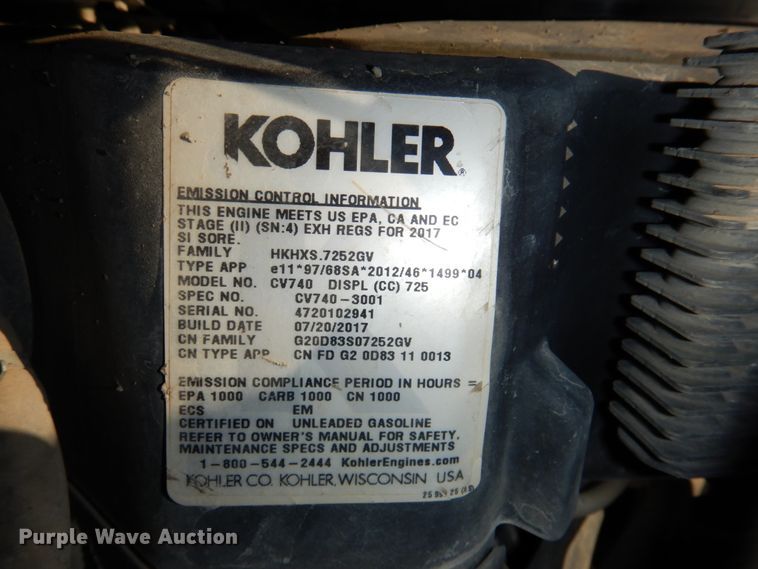 KOHLER®
EMISSION CONTROL INFORMATION
THIS ENGINE MEETS US EPA, CA AND EC
STAGE (II) (SN:4) EXH REGS FOR 2017
SI SORE.
FAMILY HKHXS.7252GV
TYPE APP e11*97/68SA*2012/46*1499*04
MODEL NO. CV740 DISPL (CC) 725
SPEC NO. CV740-3001
SERIAL NO. 4720102941
BUILD DATE 07/20/2017
CN FAMILY G20D83S07252GV
CN TYPE APP CN FD G2 0D83 11 0013
EMISSION COMPLIANCE PERIOD IN HOURS =
EPA 1000 CARB 1000 CN 1000
ECS EM
CERTIFIED ON UNLEADED GASOLINE
REFER TO OWNER'S MANUAL FOR SAFETY,
MAINTENANCE SPECS AND ADJUSTMENTS
1-800-544-2444 KohlerEngines.com
KOHLER CO. KOHLER, WISCONSIN USA
Purple Wave Auction